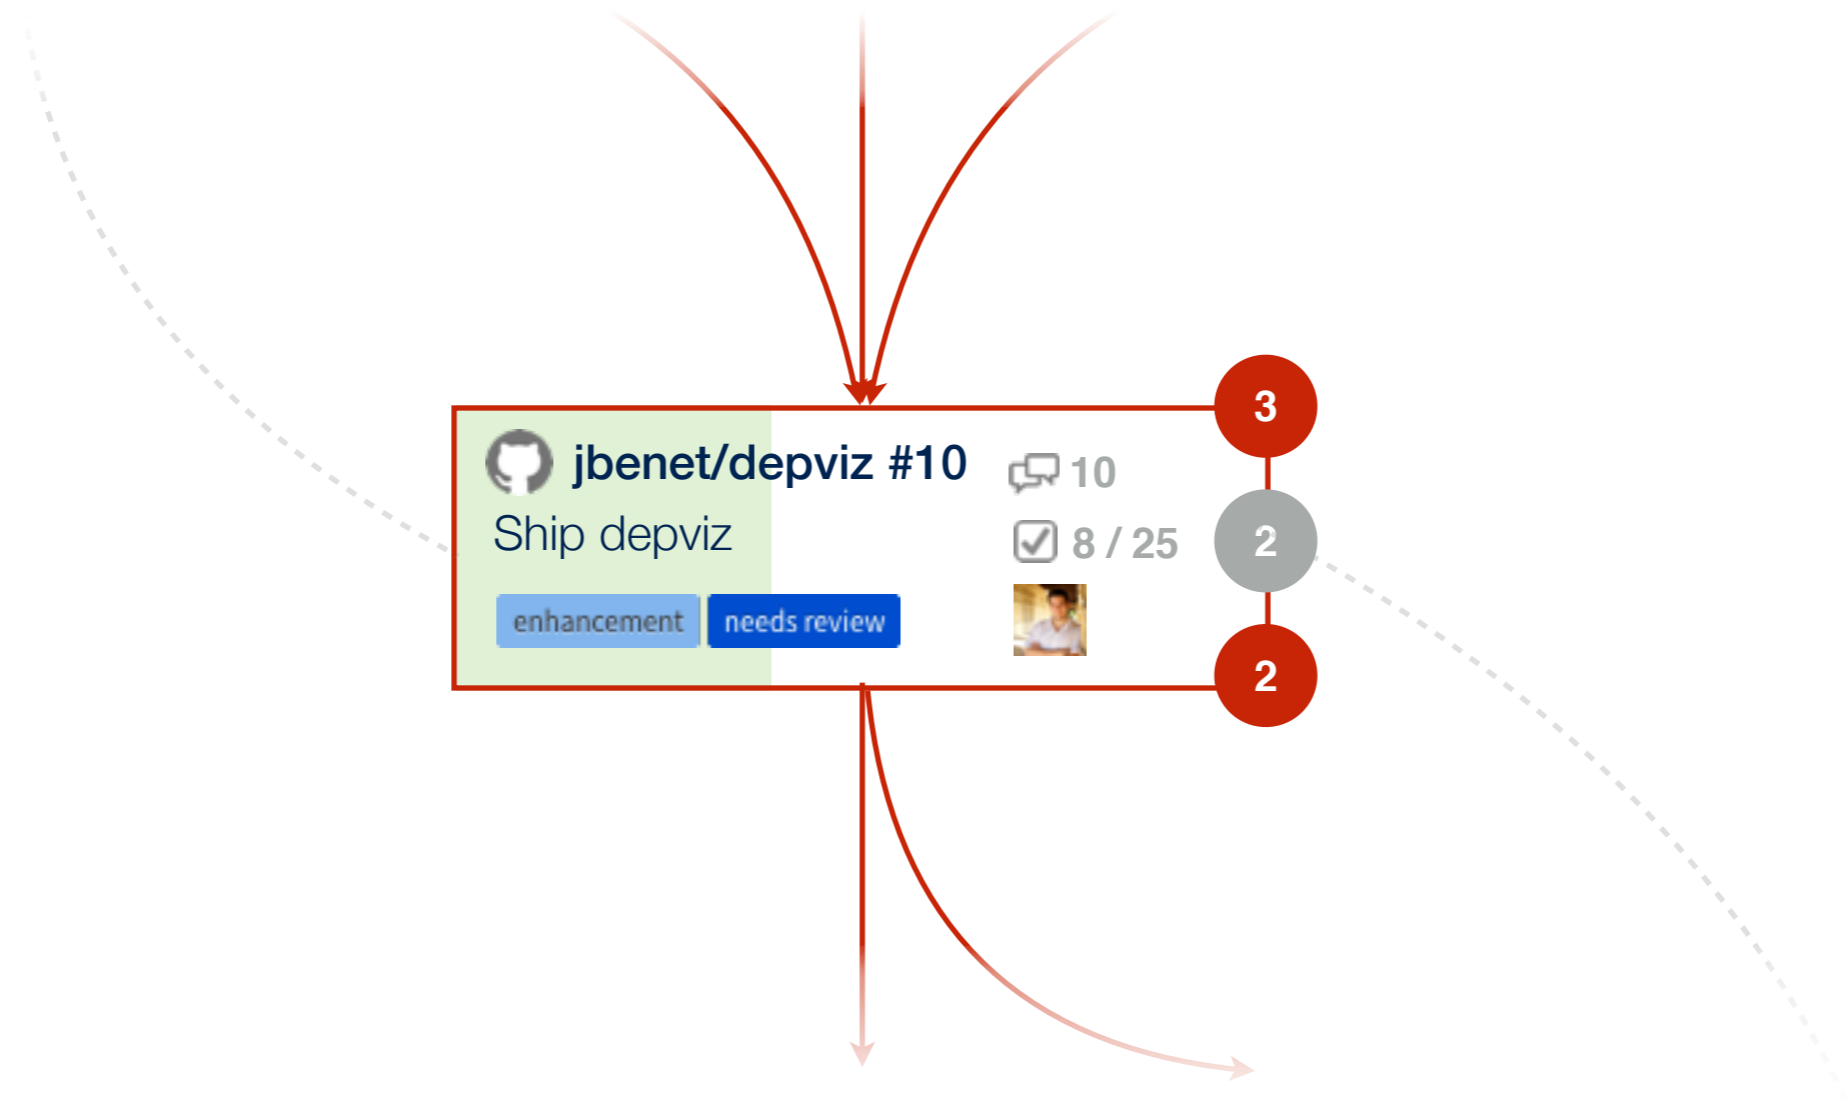 3
jbenet/depviz #10
10
Ship depviz
8 / 25
2
enhancement
needs review
2